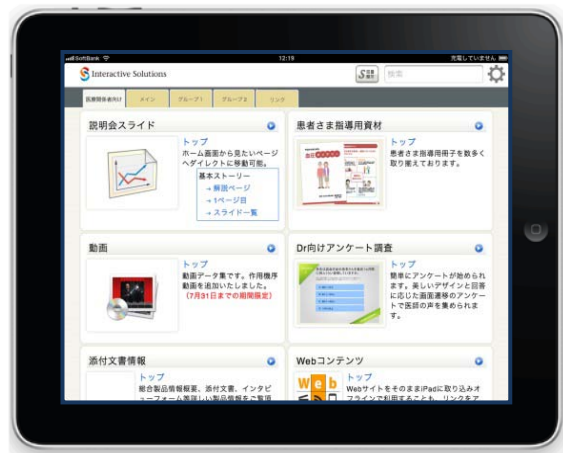 SoftBank
12:19
充電していません
Interactive Solutions
検索
医療関係者向け
メイン
グループ1
グループ2
リンク
説明会スライド
トップ
ホーム画面から見たいページ
へダイレクトに移動可能。
基本ストーリー
→ 解説ページ
→ 1ページ目
→ スライド一覧
患者さま指導用資材
トップ
患者さま指導用冊子を数多く
取り揃えております。
動画
トップ
動画データ集です。作用機序
動画を追加いたしました。
(7月31日までの期間限定)
Dr向けアンケート調査
トップ
簡単にアンケートが始められ
ます。美しいデザインと回答
に応じた画面遷移のアンケー
トで医師の声を集められま
す。
添付文書情報
トップ
総合製品情報概要、添付文書、インタビ
ューフォーム等詳しい製品情報をご覧頂
Webコンテンツ
Web
トップ
WebサイトをそのままiPadに取り込みオ
フラインで利用することも、リンクをア